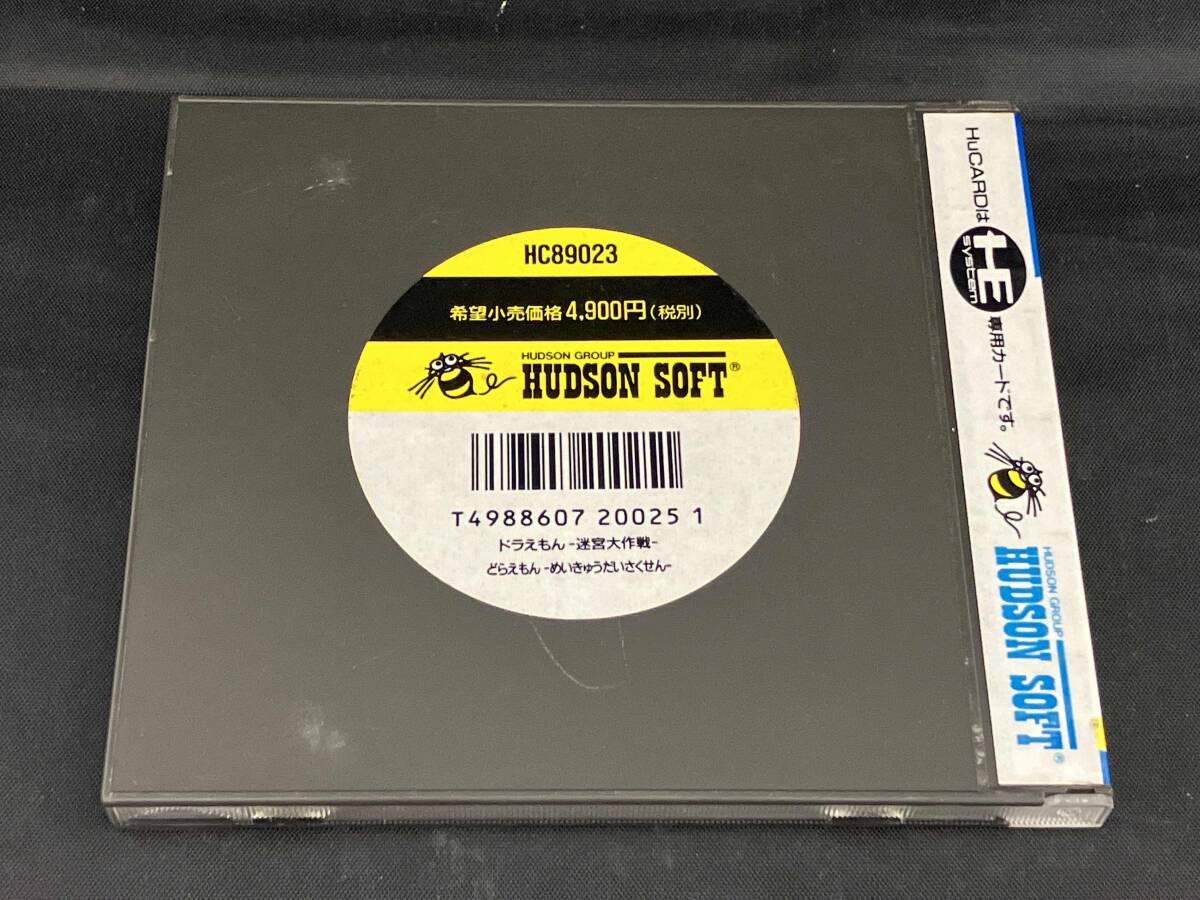 HC89023
希望小売価格 4,900円(税別)
HUDSON GROUP
HUDSON SOFT®
T4988607 20025 1
ドラえもん -迷宮大作戦-
どらえもん -めいきゅうだいさくせん-
HuCARDは HE system 専用カードです。
HUDSON GROUP
HUDSON SOFT®